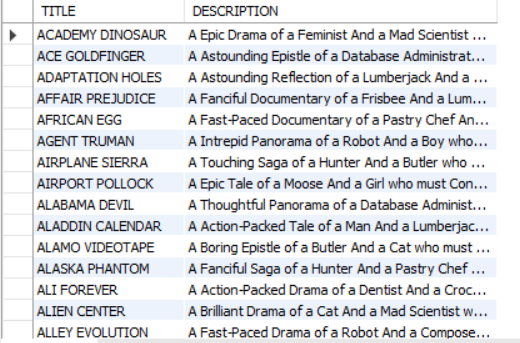 TITLE DESCRIPTION
ACADEMY DINOSAUR A Epic Drama of a Feminist And a Mad Scientist ...
ACE GOLDFINGER A Astounding Epistle of a Database Administrat...
ADAPTATION HOLES A Astounding Reflection of a Lumberjack And a ...
AFFAIR PREJUDICE A Fanciful Documentary of a Frisbee And a Lum...
AFRICAN EGG A Fast-Paced Documentary of a Pastry Chef An...
AGENT TRUMAN A Intrepid Panorama of a Robot And a Boy who...
AIRPLANE SIERRA A Touching Saga of a Hunter And a Butler who ...
AIRPORT POLLOCK A Epic Tale of a Moose And a Girl who must Con...
ALABAMA DEVIL A Thoughtful Panorama of a Database Administ...
ALADDIN CALENDAR A Action-Packed Tale of a Man And a Lumberjac...
ALAMO VIDEOTAPE A Boring Epistle of a Butler And a Cat who must ...
ALASKA PHANTOM A Fanciful Saga of a Hunter And a Pastry Chef ...
ALI FOREVER A Action-Packed Drama of a Dentist And a Croc...
ALIEN CENTER A Brilliant Drama of a Cat And a Mad Scientist w...
ALLEY EVOLUTION A Fast-Paced Drama of a Robot And a Compose...